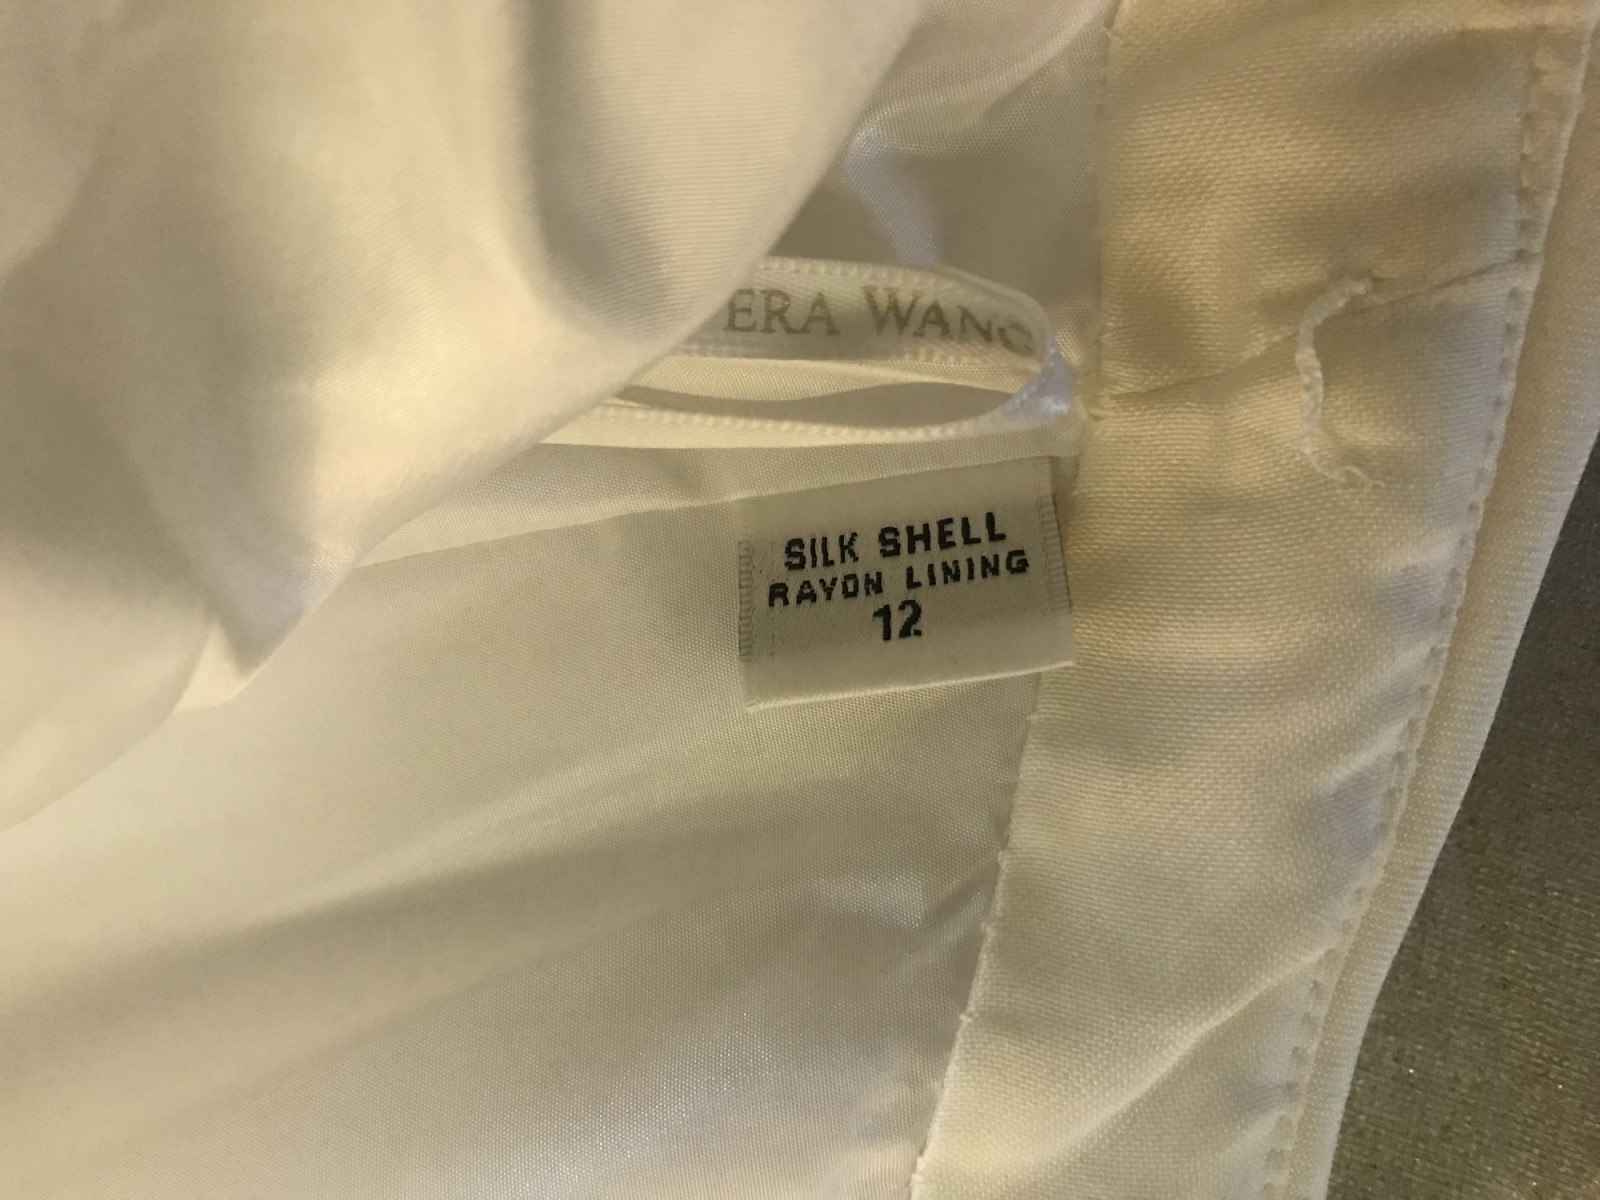 ERA WANG
SILK SHELL
RAYON LINING
12